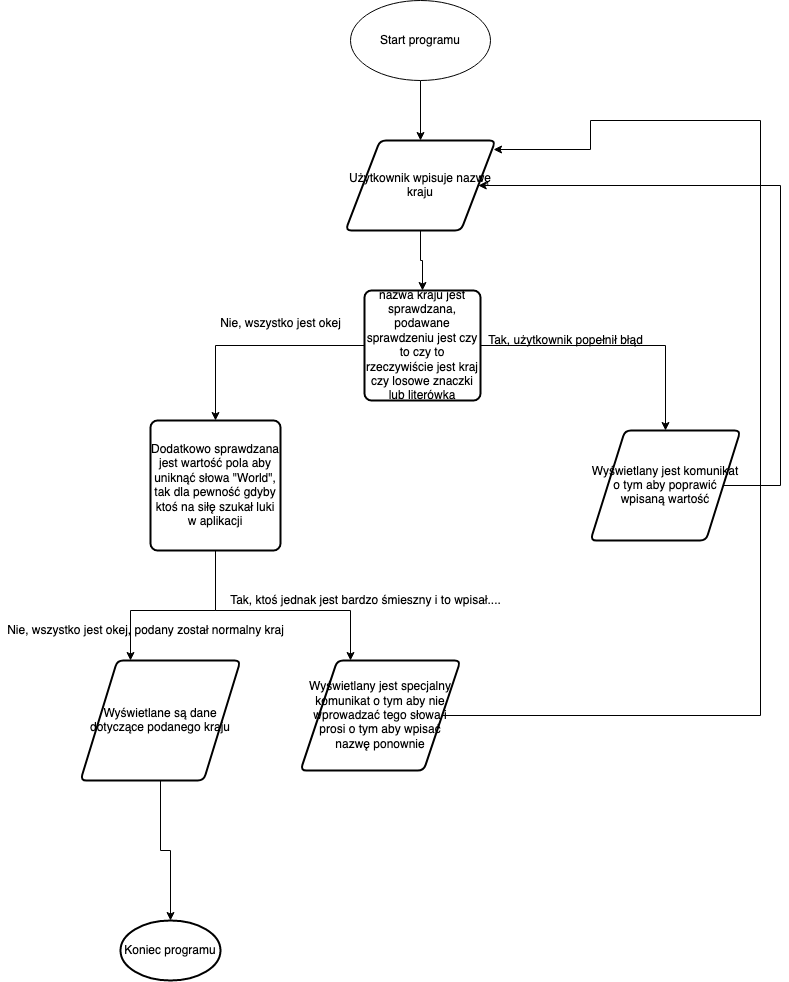 Start programu
Użytkownik wpisuje nazwę
kraju
nazwa kraju jest
sprawdzana,
podawane
sprawdzeniu jest czy
to czy to
rzeczywiście jest kraj
czy losowe znaczki
lub literówka
Nie, wszystko jest okej
Tak, użytkownik popełnił błąd
Dodatkowo sprawdzana
jest wartość pola aby
uniknąć słowa "World",
tak dla pewność gdyby
ktoś na siłę szukał luki
w aplikacji
Wyświetlany jest komunikat
o tym aby poprawić
wpisaną wartość
Tak, ktoś jednak jest bardzo śmieszny i to wpisał....
Nie, wszystko jest okej, podany został normalny kraj
Wyświetlane są dane
dotyczące podanego kraju
Wyświetlany jest specjalny
komunikat o tym aby nie
wprowadzać tego słowa i
prosi o tym aby wpisać
nazwę ponownie
Koniec programu